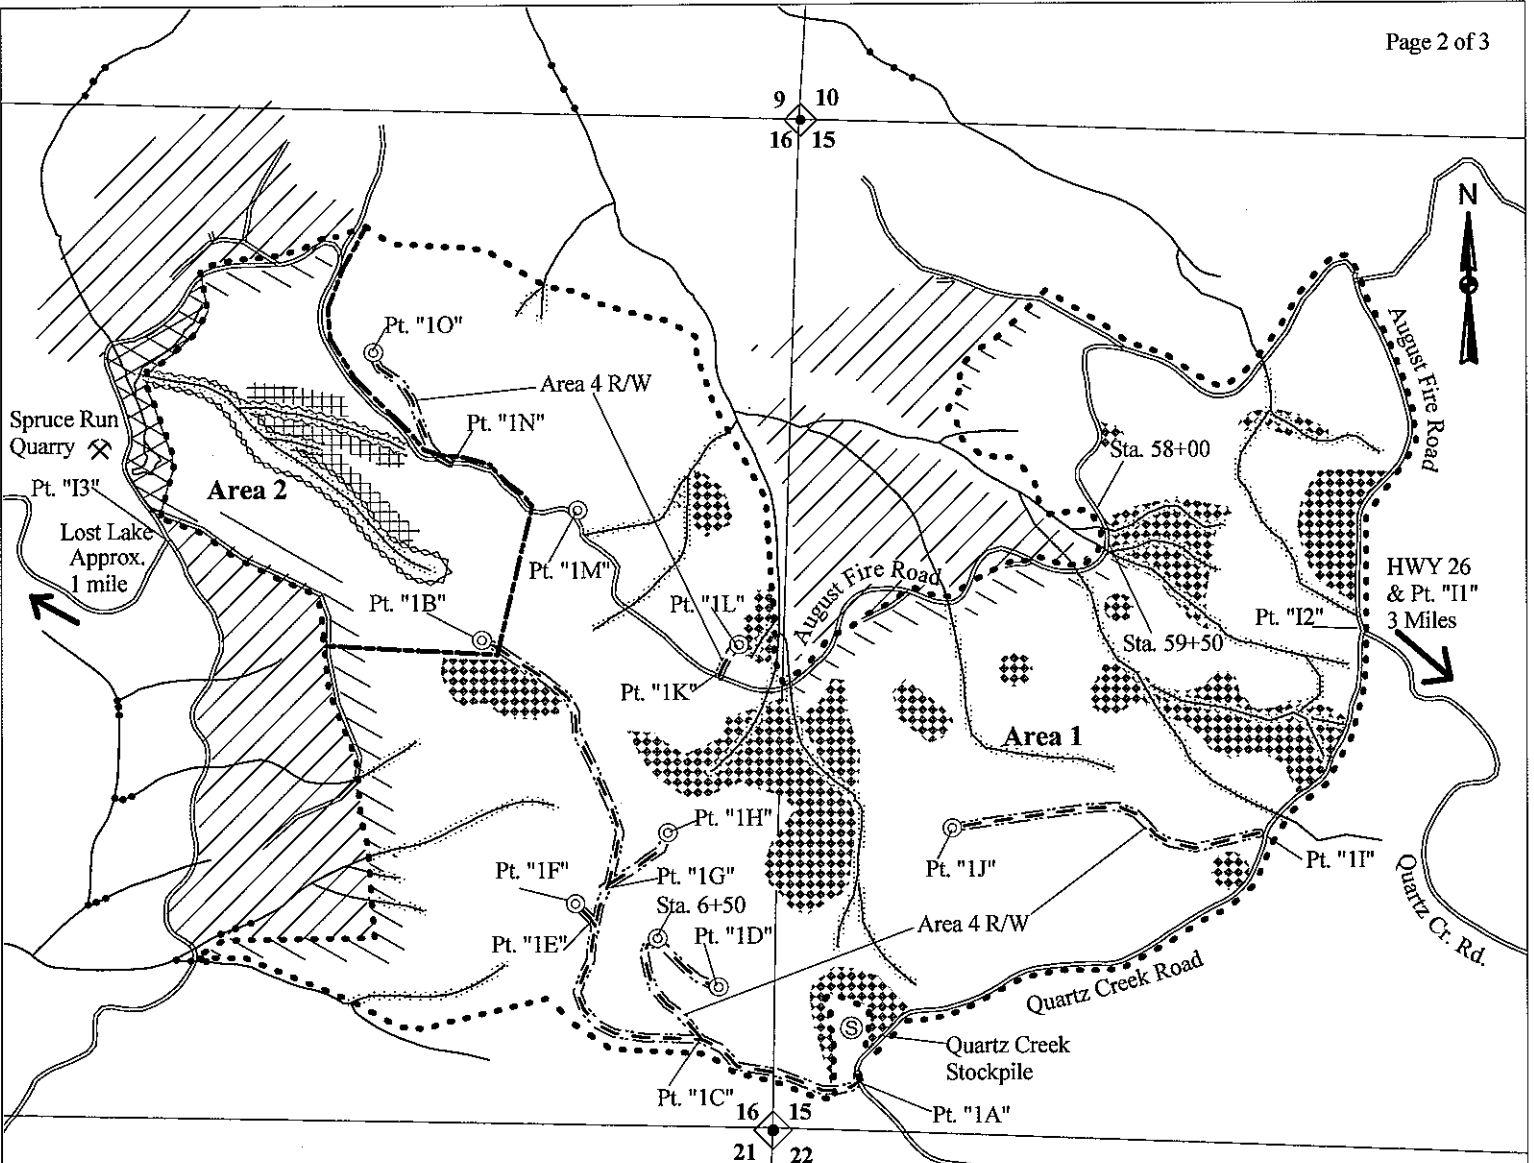 Page 2 of 3
9 10
16 15
N
Pt. "1O"
August Fire Road
Area 4 R/W
Pt. "1N"
Spruce Run
Quarry
Sta. 58+00
Area 2
Pt. "I3"
Lost Lake
Approx.
1 mile
Pt. "1M"
August Fire Road
HWY 26
& Pt. "I1"
3 Miles
Pt. "1B"
Pt. "1L"
Pt. "I2"
Sta. 59+50
Pt. "1K"
Area 1
Pt. "1H"
Pt. "1J"
Pt. "1I"
Pt. "1F"
Pt. "1G"
Sta. 6+50
Quartz Cr. Rd.
Pt. "1D"
Area 4 R/W
Pt. "1E"
Quartz Creek Road
S
Quartz Creek
Stockpile
Pt. "1C"
Pt. "1A"
16 15
21 22